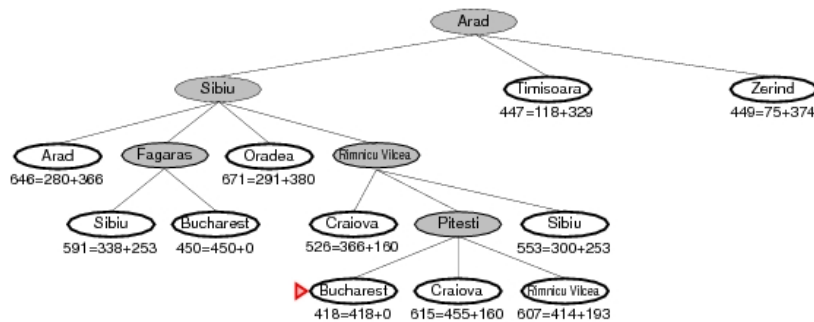 Arad
Sibiu
Timisoara
Zerind
447=118+329
449=75+374
Arad
Fagaras
Oradea
Rimnicu Vilcea
646=280+366
671=291+380
Sibiu
Bucharest
Craiova
Pitesti
Sibiu
591=338+253
450=450+0
526=366+160
553=300+253
Bucharest
Craiova
Rimnicu Vilcea
418=418+0
615=455+160
607=414+193